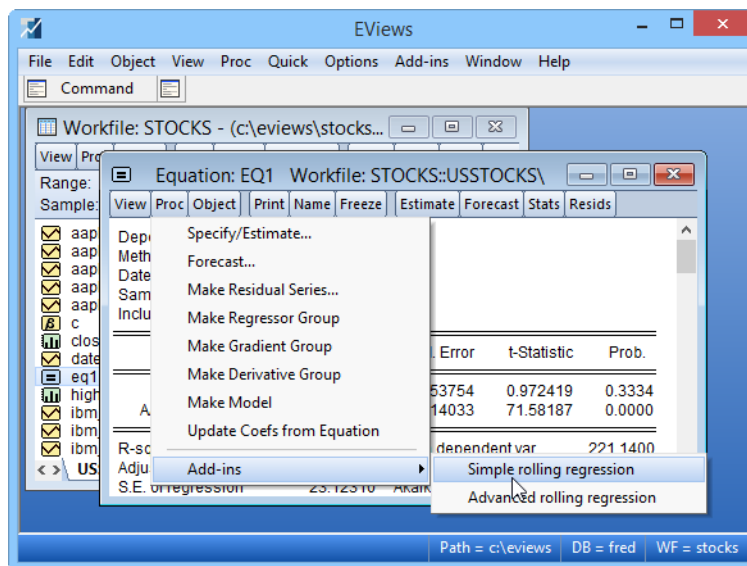 EViews
File Edit Object View Proc Quick Options Add-ins Window Help
Command
Workfile: STOCKS - (c:\eviews\stocks...
View
Range:
Sample:
Equation: EQ1 Workfile: STOCKS::USSTOCKS\
View Proc Object Print Name Freeze Estimate Forecast Stats Resids
c
eq1
Specify/Estimate...
Forecast...
Make Residual Series...
Make Regressor Group
Make Gradient Group
Make Derivative Group
Make Model
Update Coefs from Equation
Add-ins
Error t-Statistic Prob.
53754 0.972419 0.3334
14033 71.58187 0.0000
dependent var 221.1400
Simple rolling regression
Advanced rolling regression
S.E. of regression 23.12310
Path = c:\eviews DB = fred WF = stocks